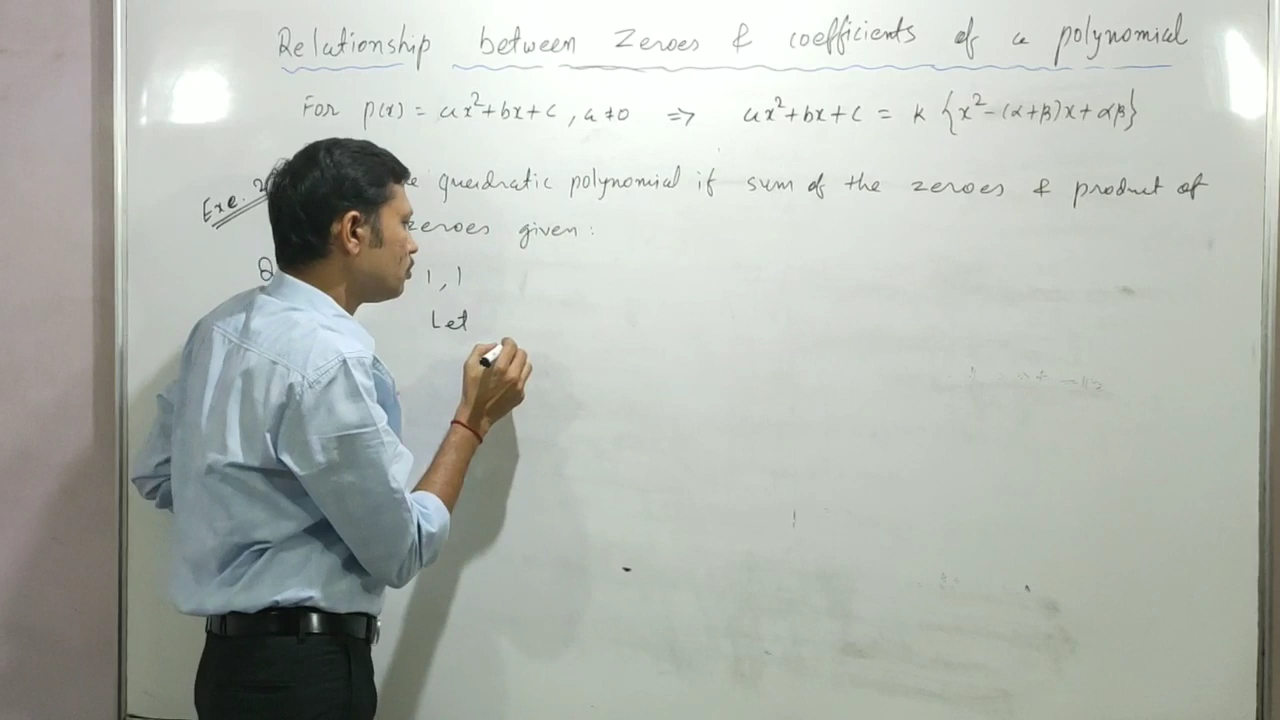 Relationship between Zeroes & coefficients of a polynomial
For p(x) = ax²+bx+c, a≠0 ⇒ ax²+bx+c = K {x²-(α+β)x+αβ}
Exe. 2 quadratic polynomial if sum of the zeroes & product of
zeroes given:
Q 1, 1
Let